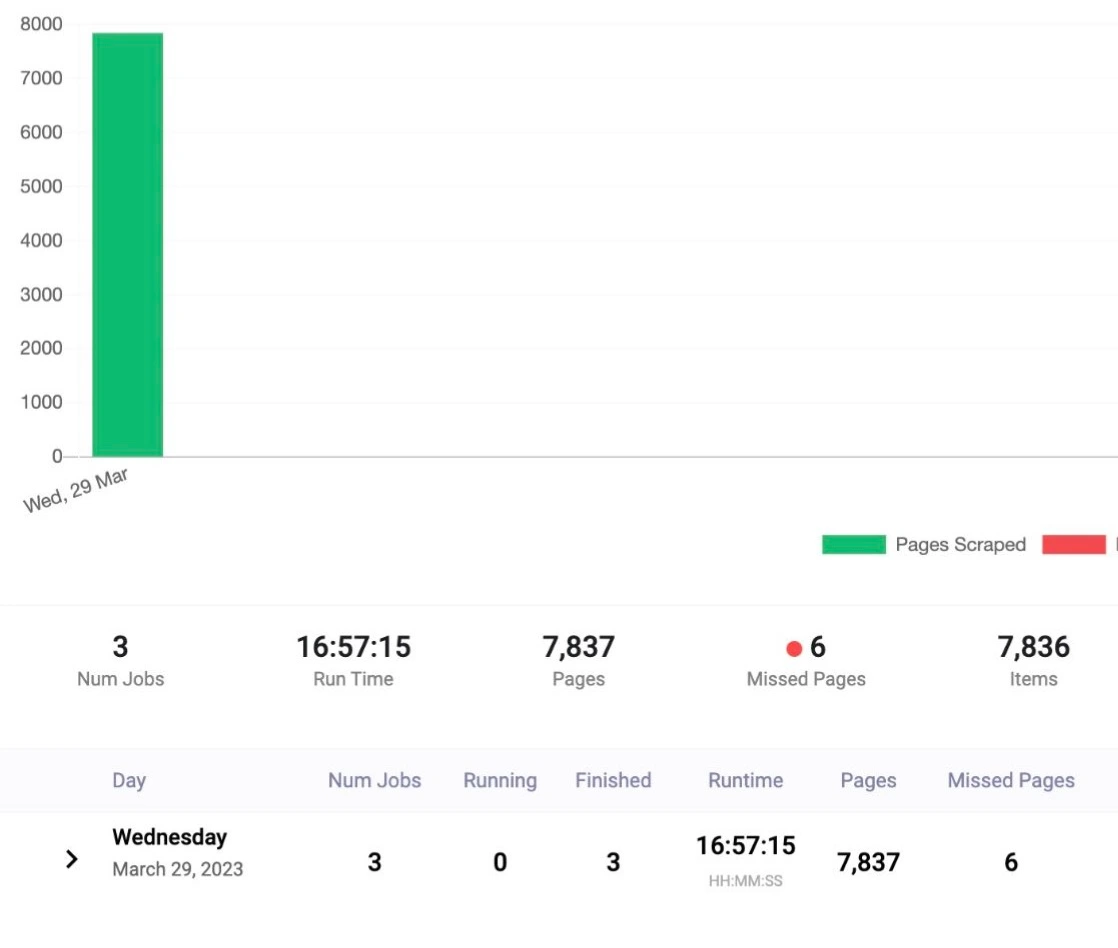 8000
7000
6000
5000
4000
3000
2000
1000
0
Wed, 29 Mar
Pages Scraped
3 16:57:15 7,837 6 7,836
Num Jobs Run Time Pages Missed Pages Items
Day Num Jobs Running Finished Runtime Pages Missed Pages
Wednesday
March 29, 2023
3 0 3 16:57:15 7,837 6
HH:MM:SS